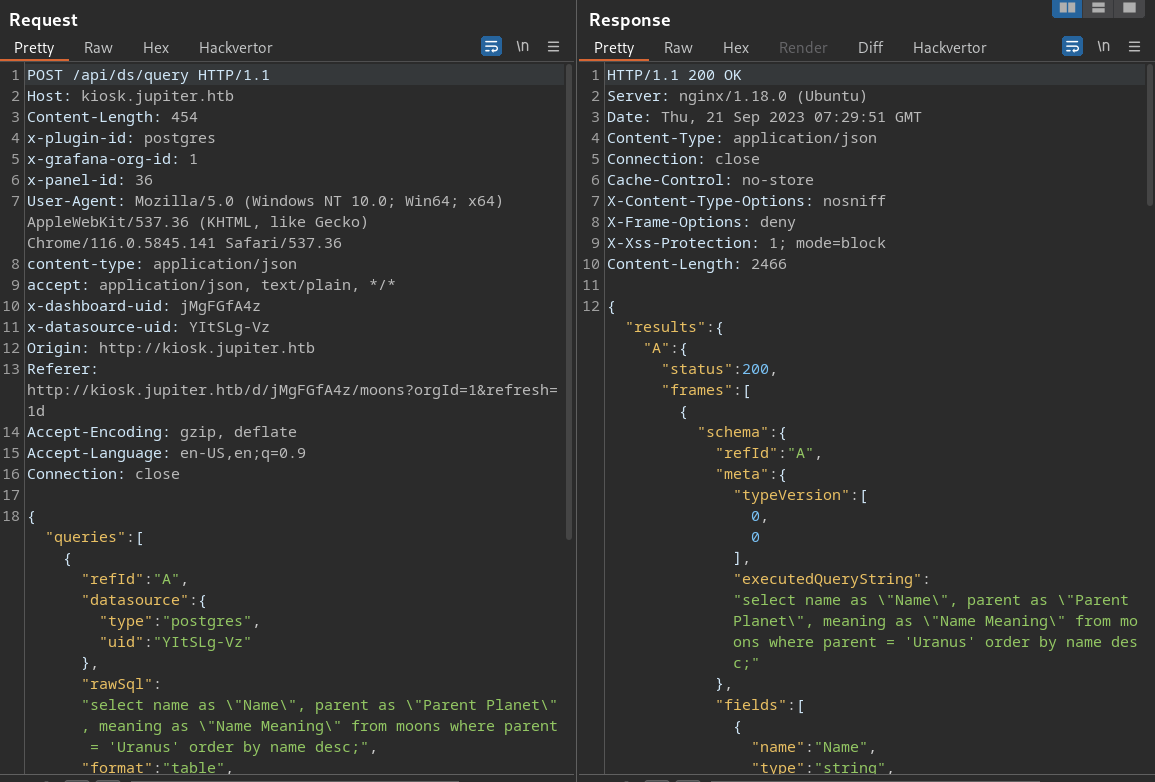 Request
Pretty Raw Hex Hackvertor \n
1 POST /api/ds/query HTTP/1.1
2 Host: kiosk.jupiter.htb
3 Content-Length: 454
4 x-plugin-id: postgres
5 x-grafana-org-id: 1
6 x-panel-id: 36
7 User-Agent: Mozilla/5.0 (Windows NT 10.0; Win64; x64)
AppleWebKit/537.36 (KHTML, like Gecko)
Chrome/116.0.5845.141 Safari/537.36
8 content-type: application/json
9 accept: application/json, text/plain, */*
10 x-dashboard-uid: jMgFGfA4z
11 x-datasource-uid: YItSLg-Vz
12 Origin: http://kiosk.jupiter.htb
13 Referer:
http://kiosk.jupiter.htb/d/jMgFGfA4z/moons?orgId=1&refresh=
1d
14 Accept-Encoding: gzip, deflate
15 Accept-Language: en-US,en;q=0.9
16 Connection: close
17
18 {
"queries":[
{
"refId":"A",
"datasource":{
"type":"postgres",
"uid":"YItSLg-Vz"
},
"rawSql":
"select name as \"Name\", parent as \"Parent Planet\"
, meaning as \"Name Meaning\" from moons where parent
= 'Uranus' order by name desc;",
"format":"table",
Response
Pretty Raw Hex Render Diff Hackvertor \n
1 HTTP/1.1 200 OK
2 Server: nginx/1.18.0 (Ubuntu)
3 Date: Thu, 21 Sep 2023 07:29:51 GMT
4 Content-Type: application/json
5 Connection: close
6 Cache-Control: no-store
7 X-Content-Type-Options: nosniff
8 X-Frame-Options: deny
9 X-Xss-Protection: 1; mode=block
10 Content-Length: 2466
11
12 {
"results":{
"A":{
"status":200,
"frames":[
{
"schema":{
"refId":"A",
"meta":{
"typeVersion":[
0,
0
],
"executedQueryString":
"select name as \"Name\", parent as \"Parent
Planet\", meaning as \"Name Meaning\" from mo
ons where parent = 'Uranus' order by name des
c;"
},
"fields":[
{
"name":"Name",
"type":"string",